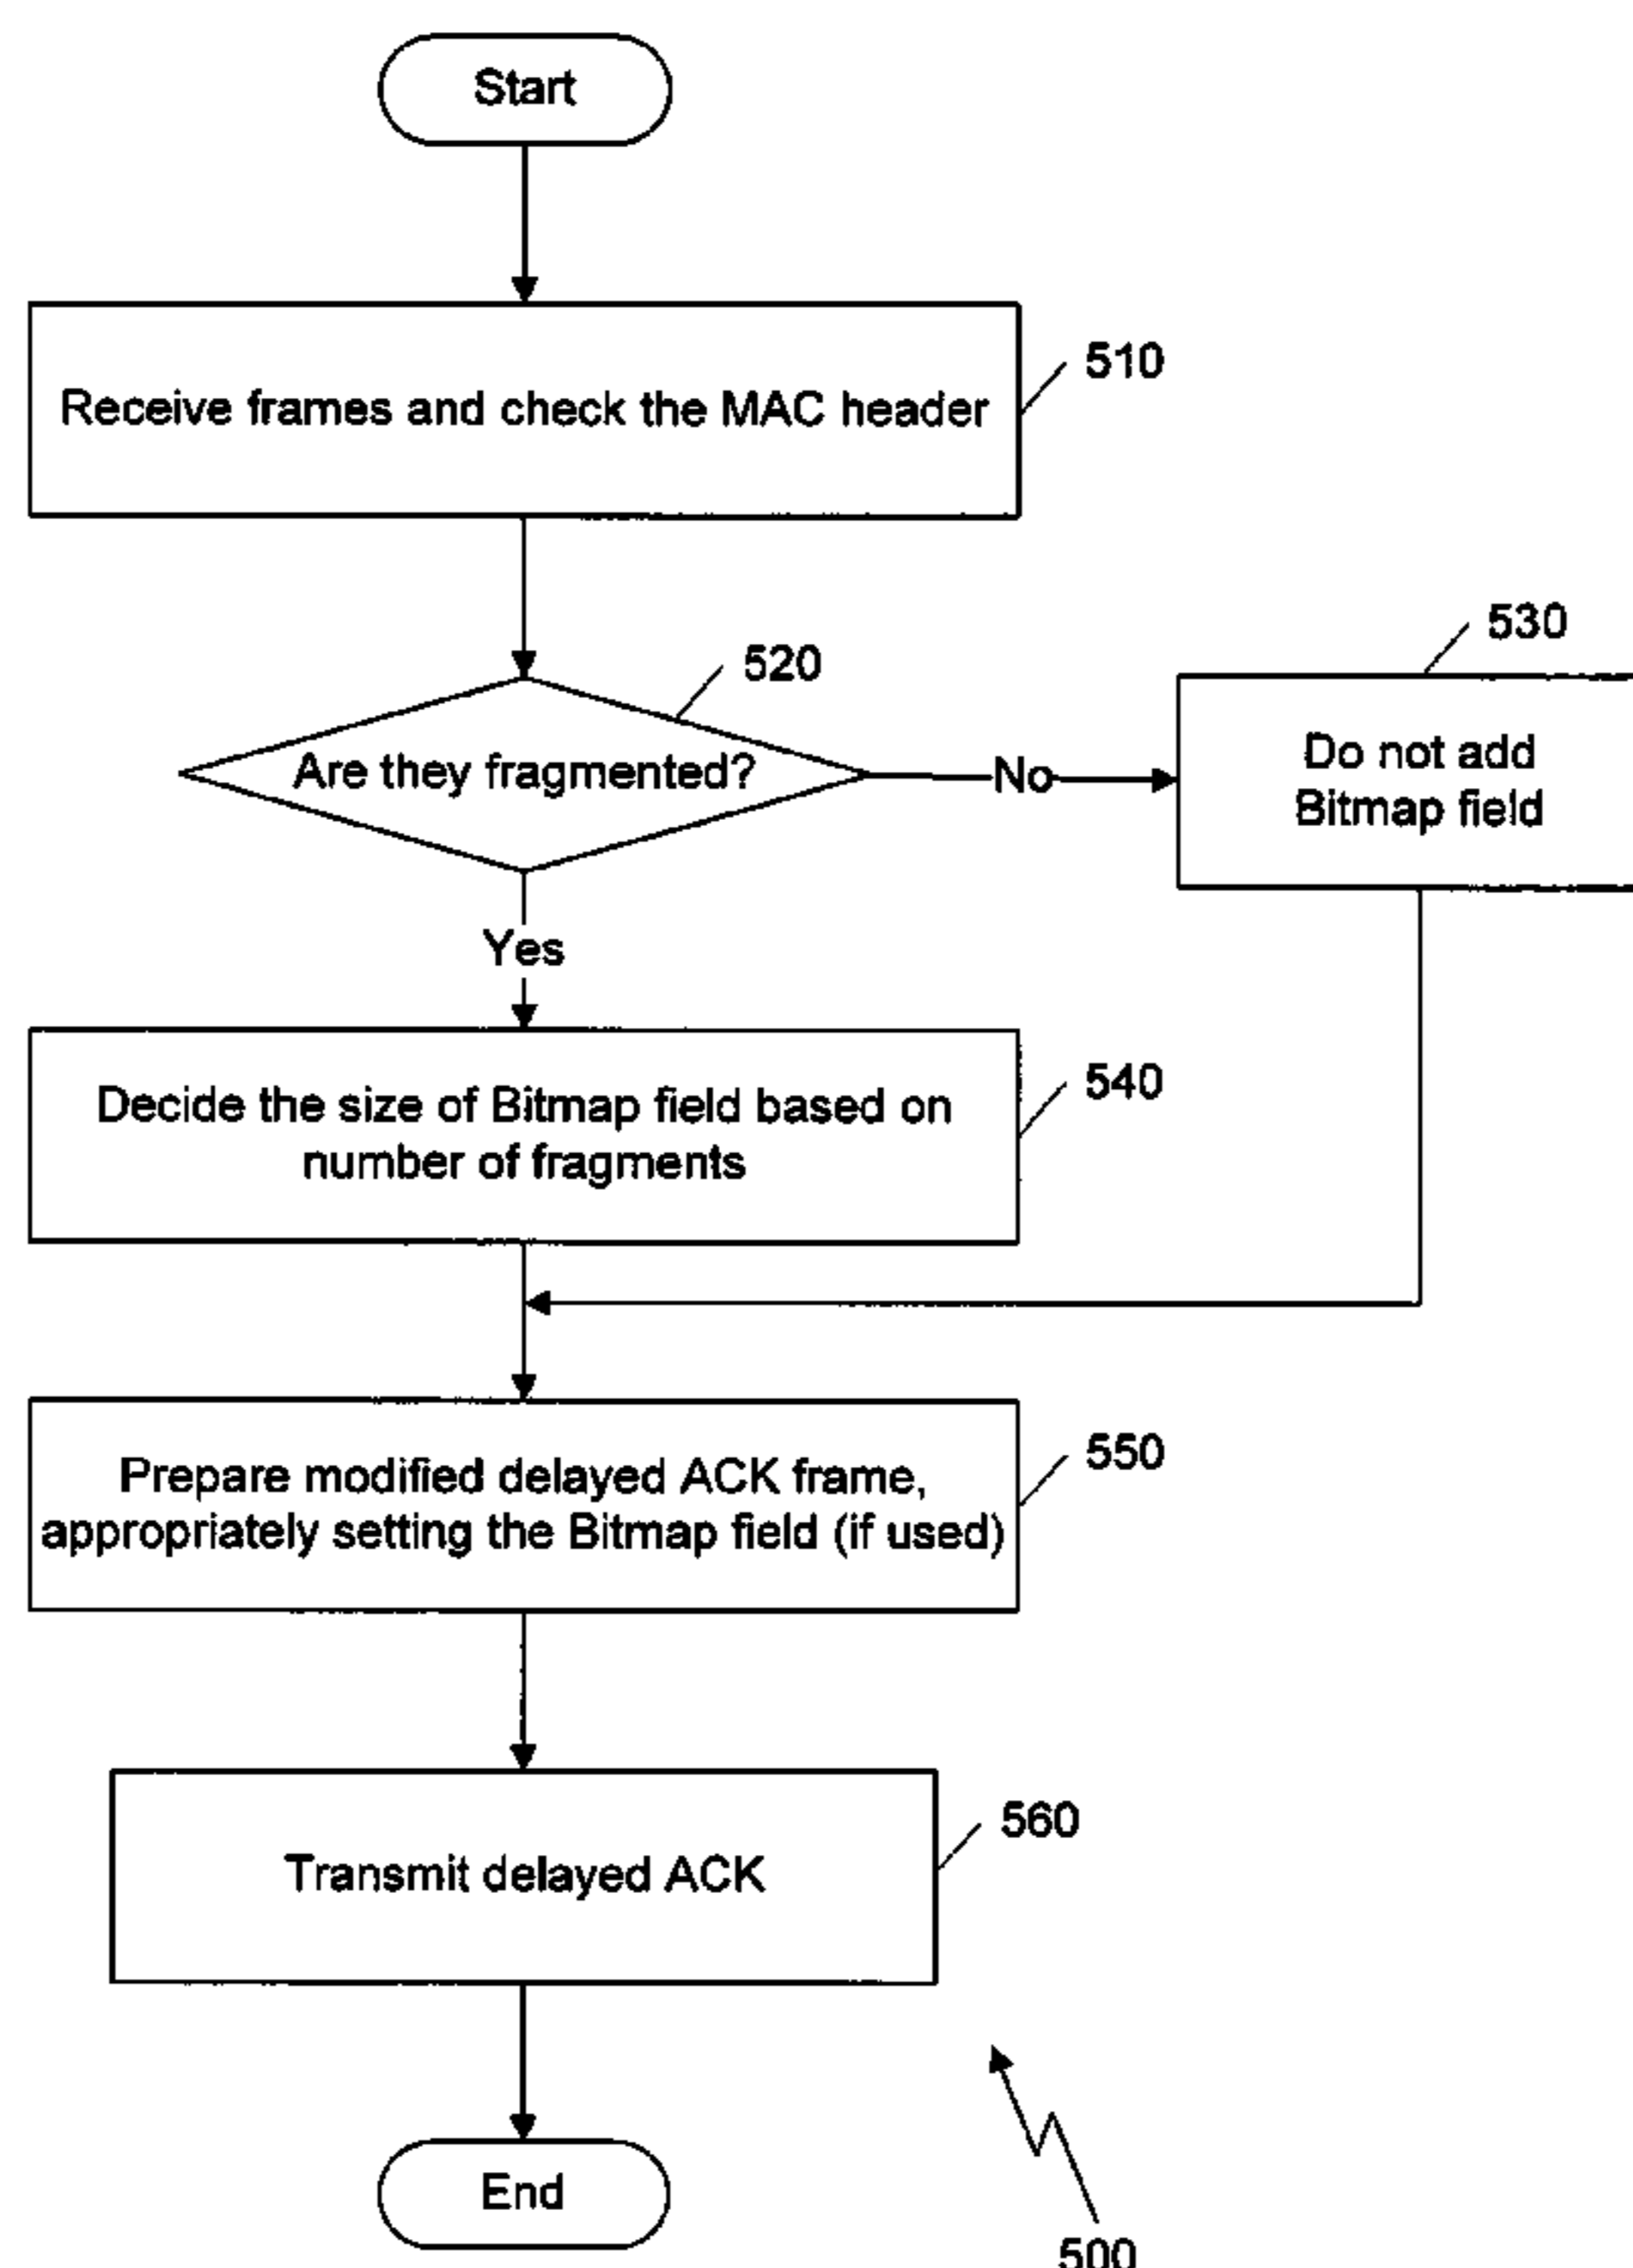 Start
Receive frames and check the MAC header
510
520
Are they fragmented?
No
530
Do not add
Bitmap field
Yes
Decide the size of Bitmap field based on
number of fragments
540
Prepare modified delayed ACK frame,
appropriately setting the Bitmap field (if used)
550
Transmit delayed ACK
560
End
500